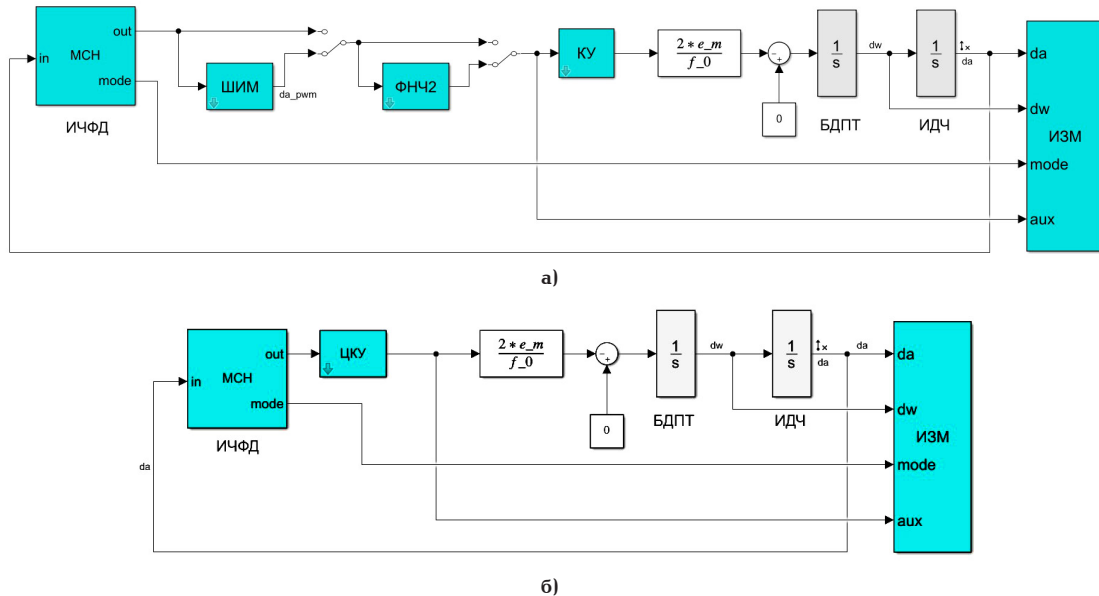 out
МСН
in
mode
ИЧФД
ШИМ
da_pwm
ФНЧ2
КУ
2 * e_m
f_0
−
+
0
1
s
БДПТ
dw
1
s
ИДЧ
da
da
dw
ИЗМ
mode
aux
а)
out
in
МСН
mode
ИЧФД
da
ЦКУ
2 * e_m
f_0
−
+
0
1
s
БДПТ
dw
1
s
ИДЧ
da
da
da
dw
ИЗМ
mode
aux
б)